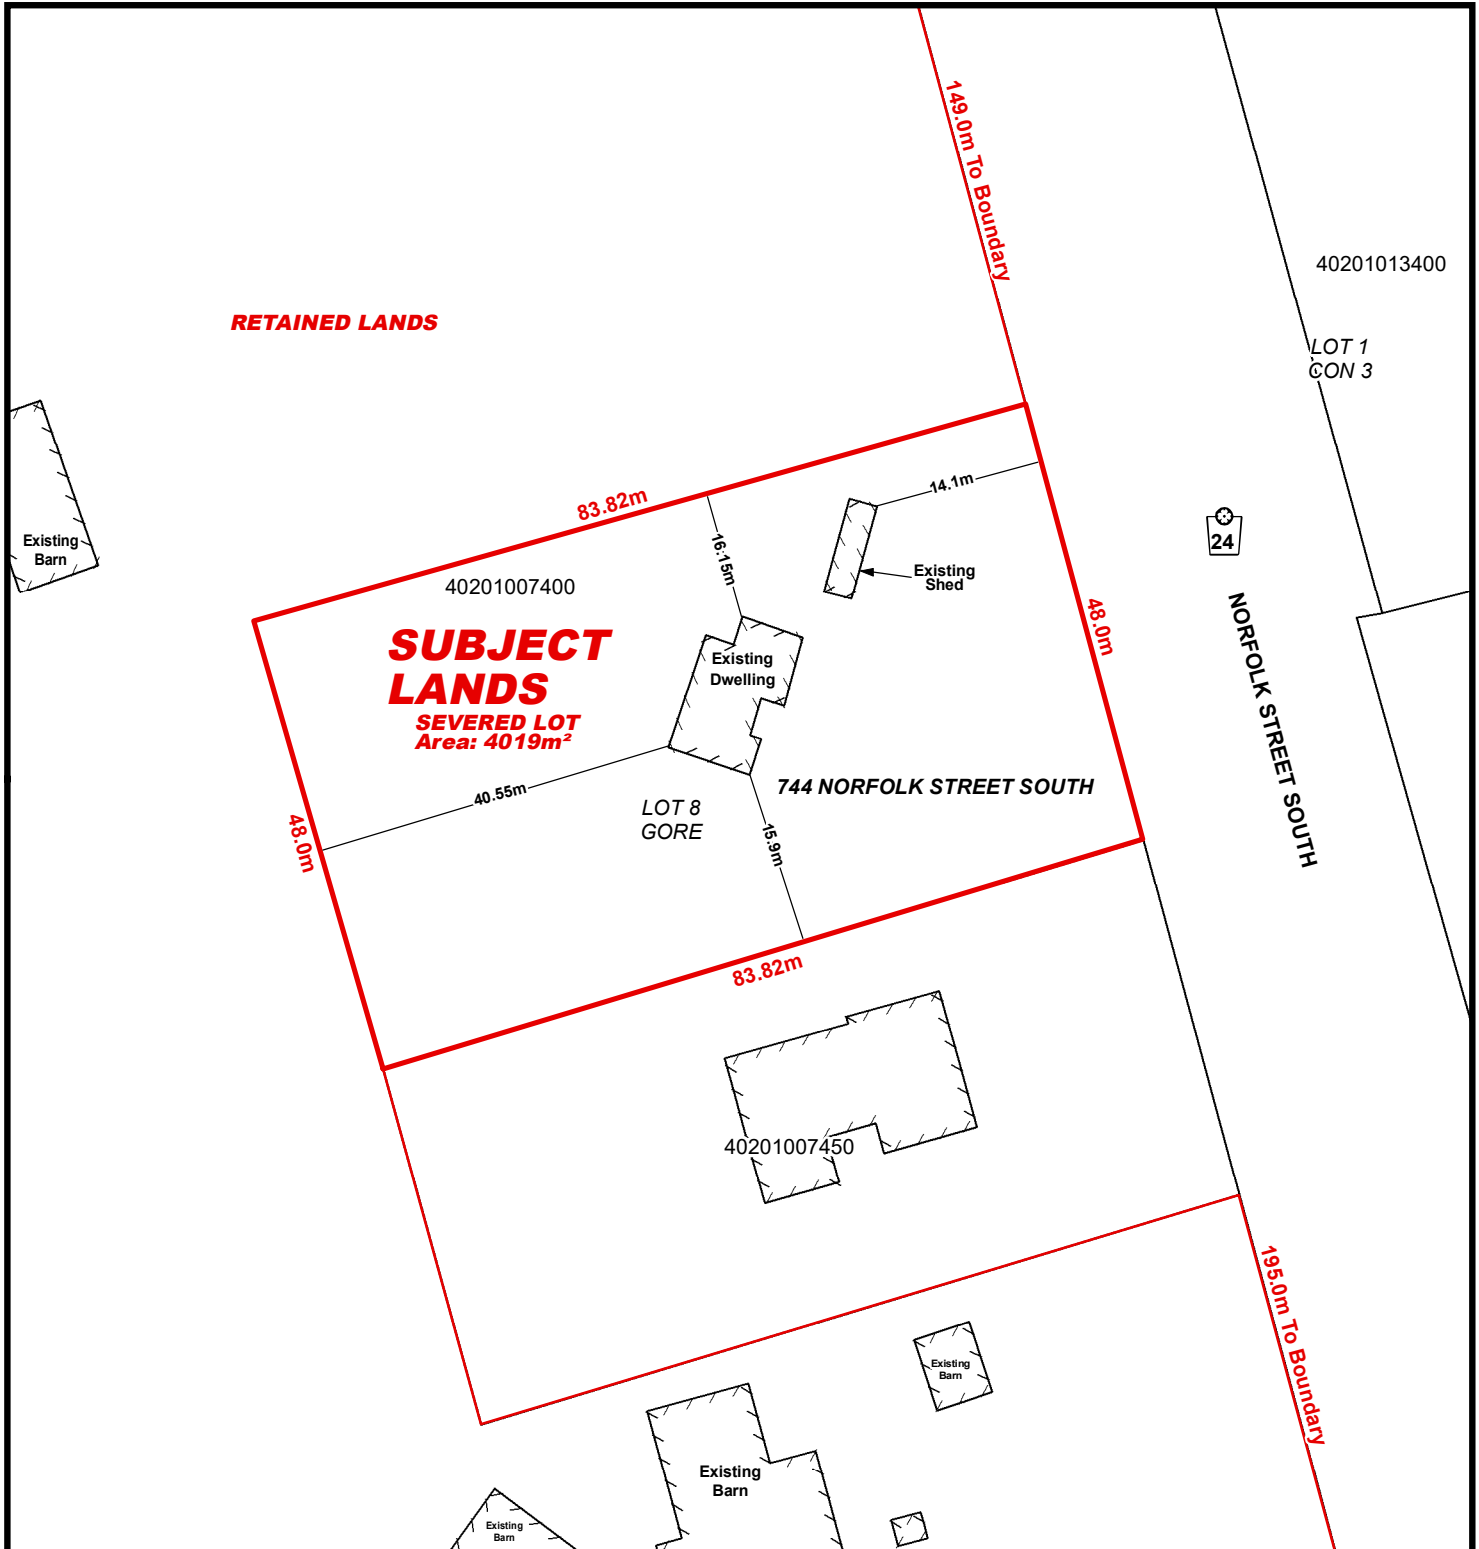 149.0m To Boundary
40201013400
RETAINED LANDS
LOT 1
CON 3
83.82m
14.1m
Existing
Barn
16.15m
24
Existing
Shed
40201007400
48.0m
NORFOLK STREET SOUTH
SUBJECT
LANDS
SEVERED LOT
Area: 4019m²
Existing
Dwelling
744 NORFOLK STREET SOUTH
40.55m
LOT 8
GORE
48.0m
15.9m
83.82m
40201007450
195.0m To Boundary
Existing
Barn
Existing
Barn
Existing
Barn